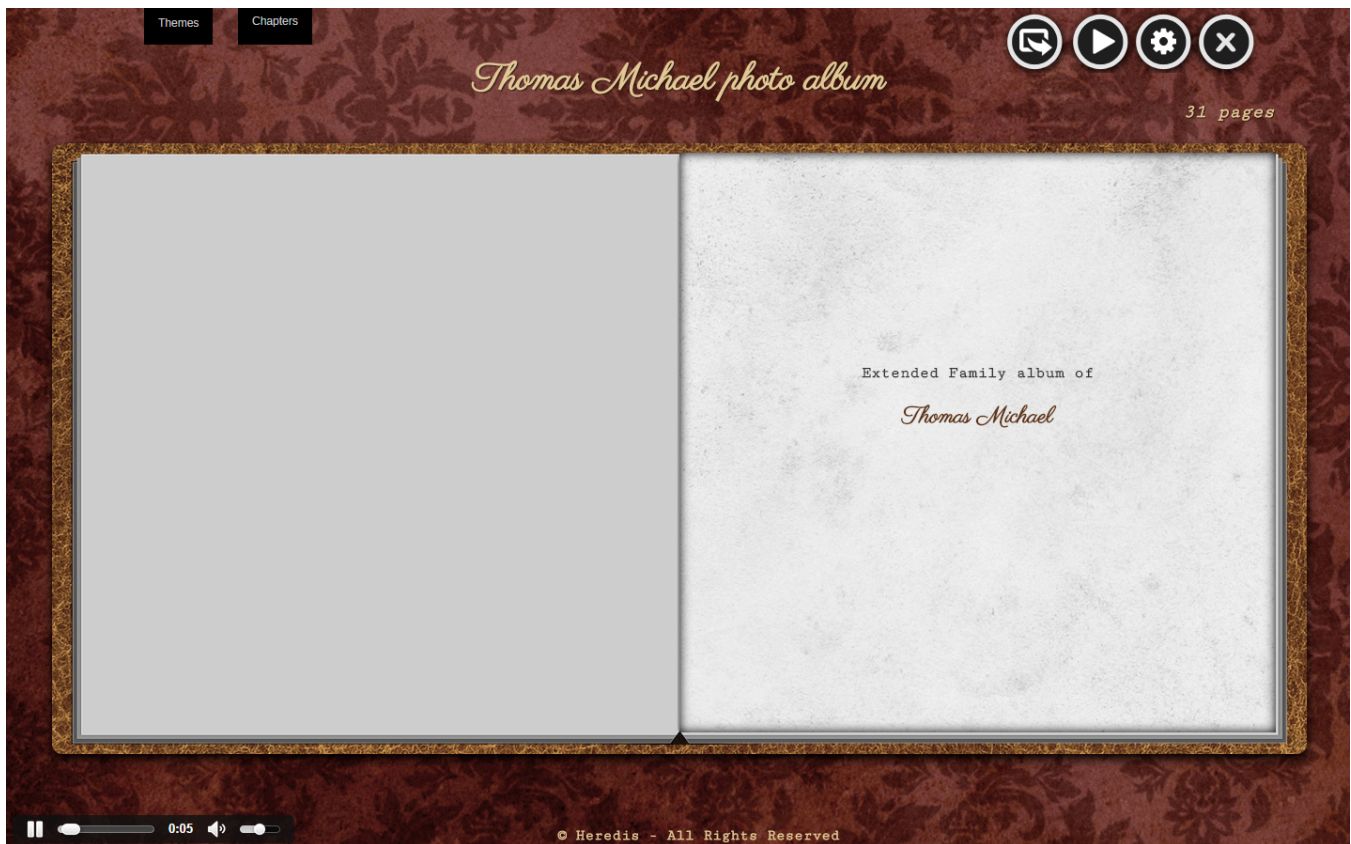 Themes
Chapters
Thomas Michael photo album
31 pages
Extended Family album of
Thomas Michael
0:05
© Heredis - All Rights Reserved